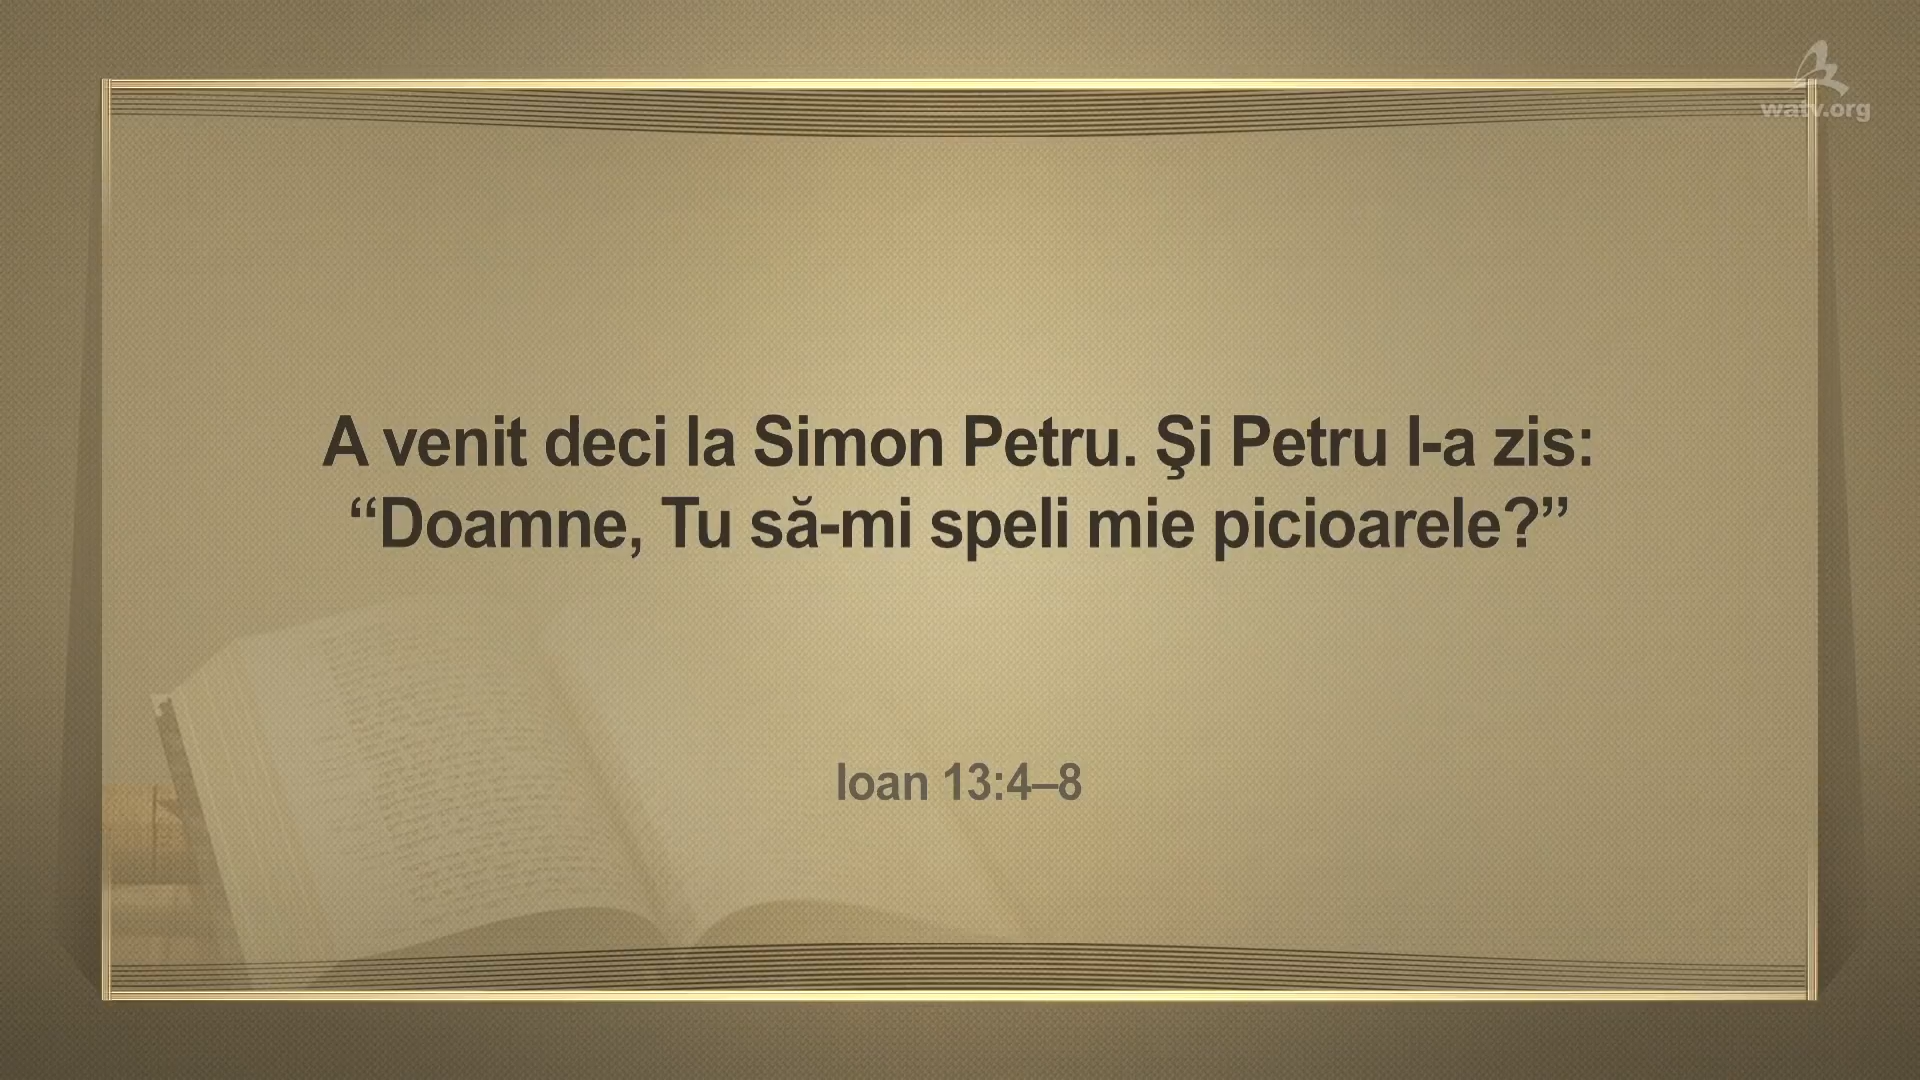 watv.org
A venit deci la Simon Petru. Şi Petru I-a zis:
“Doamne, Tu să-mi speli mie picioarele?”
Ioan 13:4–8